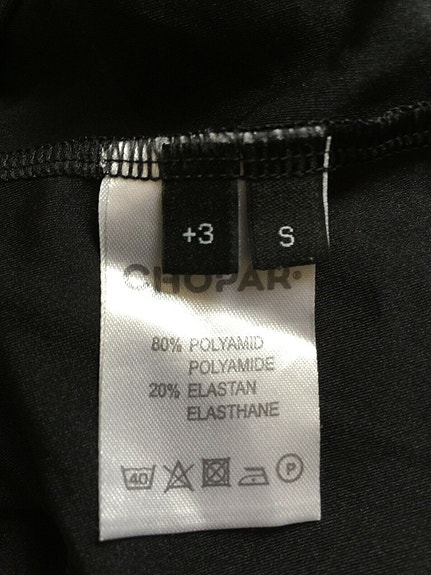 +3
S
CHOPAR®
80% POLYAMID
POLYAMIDE
20% ELASTAN
ELASTHANE
40
P